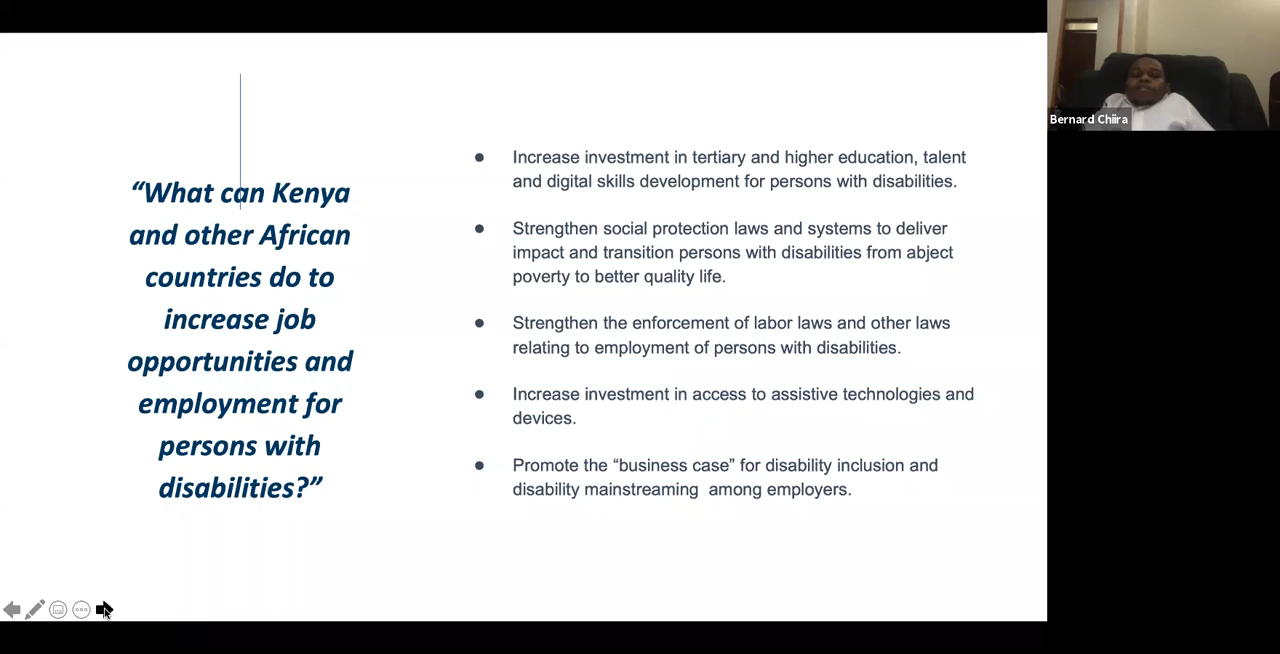 “What can Kenya
and other African
countries do to
increase job
opportunities and
employment for
persons with
disabilities?”
● Increase investment in tertiary and higher education, talent
and digital skills development for persons with disabilities.
● Strengthen social protection laws and systems to deliver
impact and transition persons with disabilities from abject
poverty to better quality life.
● Strengthen the enforcement of labor laws and other laws
relating to employment of persons with disabilities.
● Increase investment in access to assistive technologies and
devices.
● Promote the “business case” for disability inclusion and
disability mainstreaming  among employers.
Bernard Chiira